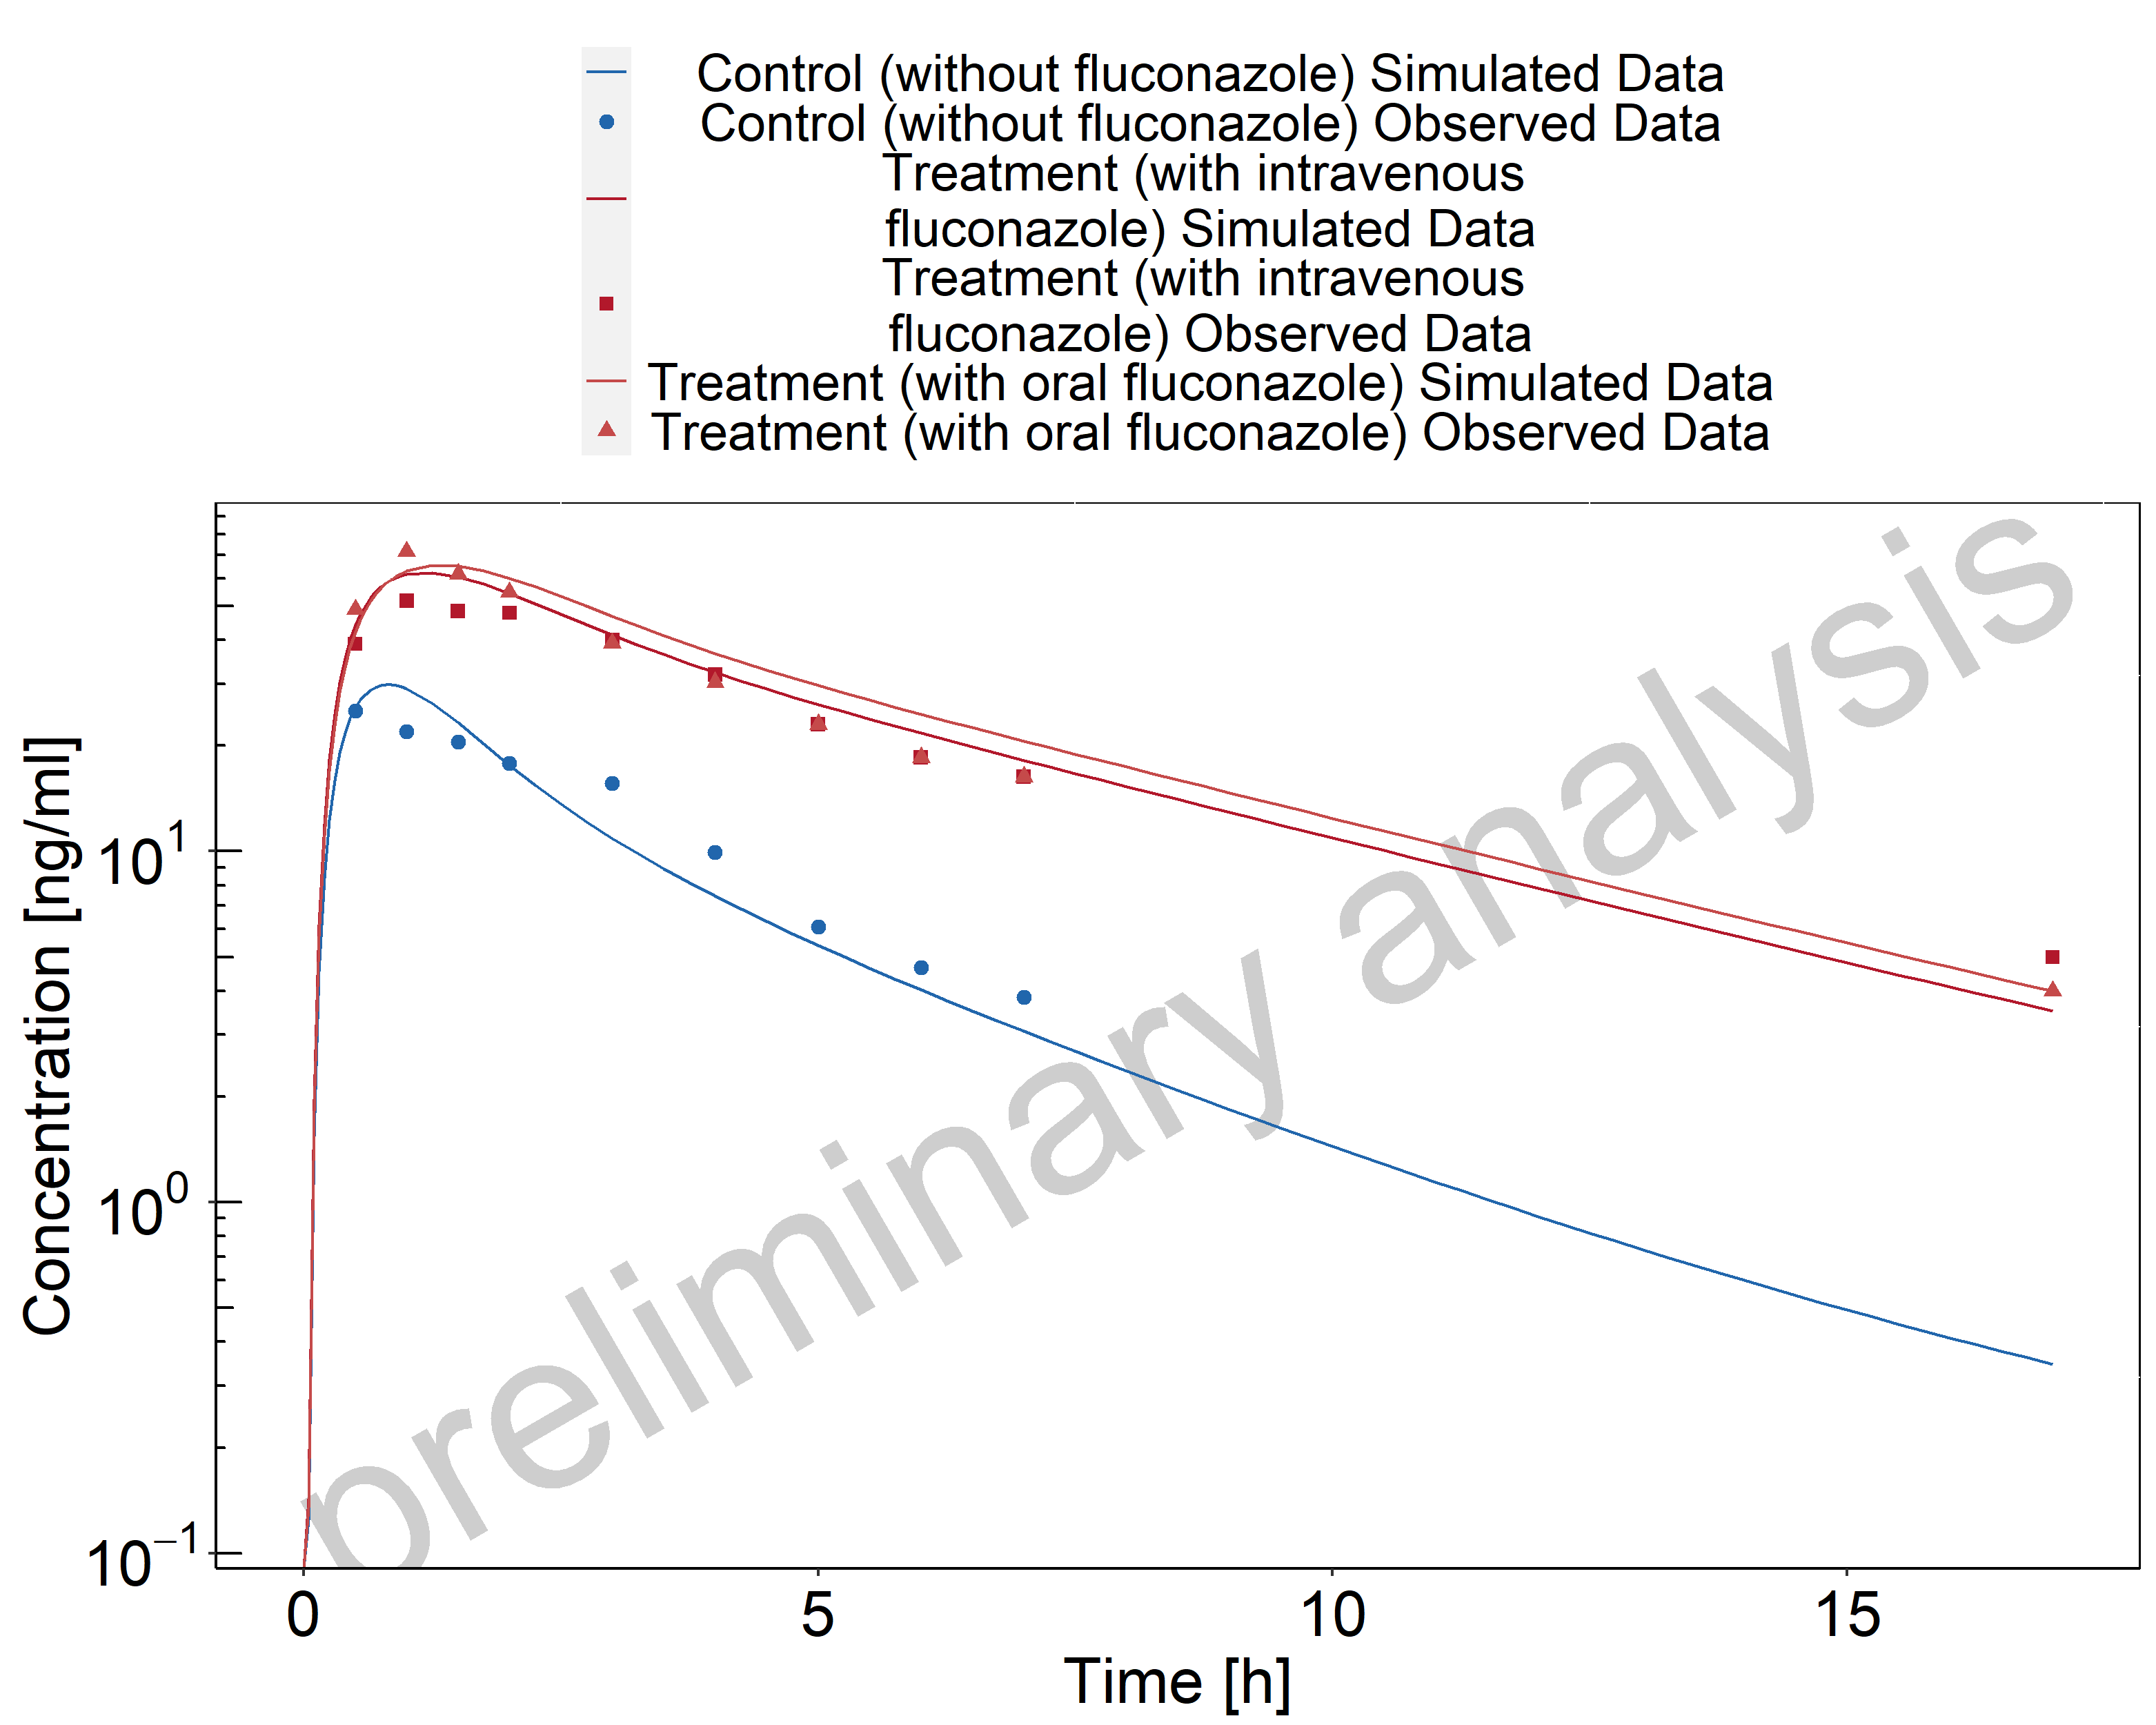 Control (without fluconazole) Simulated Data
Control (without fluconazole) Observed Data
Treatment (with intravenous
fluconazole) Simulated Data
Treatment (with intravenous
fluconazole) Observed Data
Treatment (with oral fluconazole) Simulated Data
Treatment (with oral fluconazole) Observed Data
Concentration [ng/ml]
10¹
10⁰
10⁻¹
preliminary analysis
0 5 10 15
Time [h]